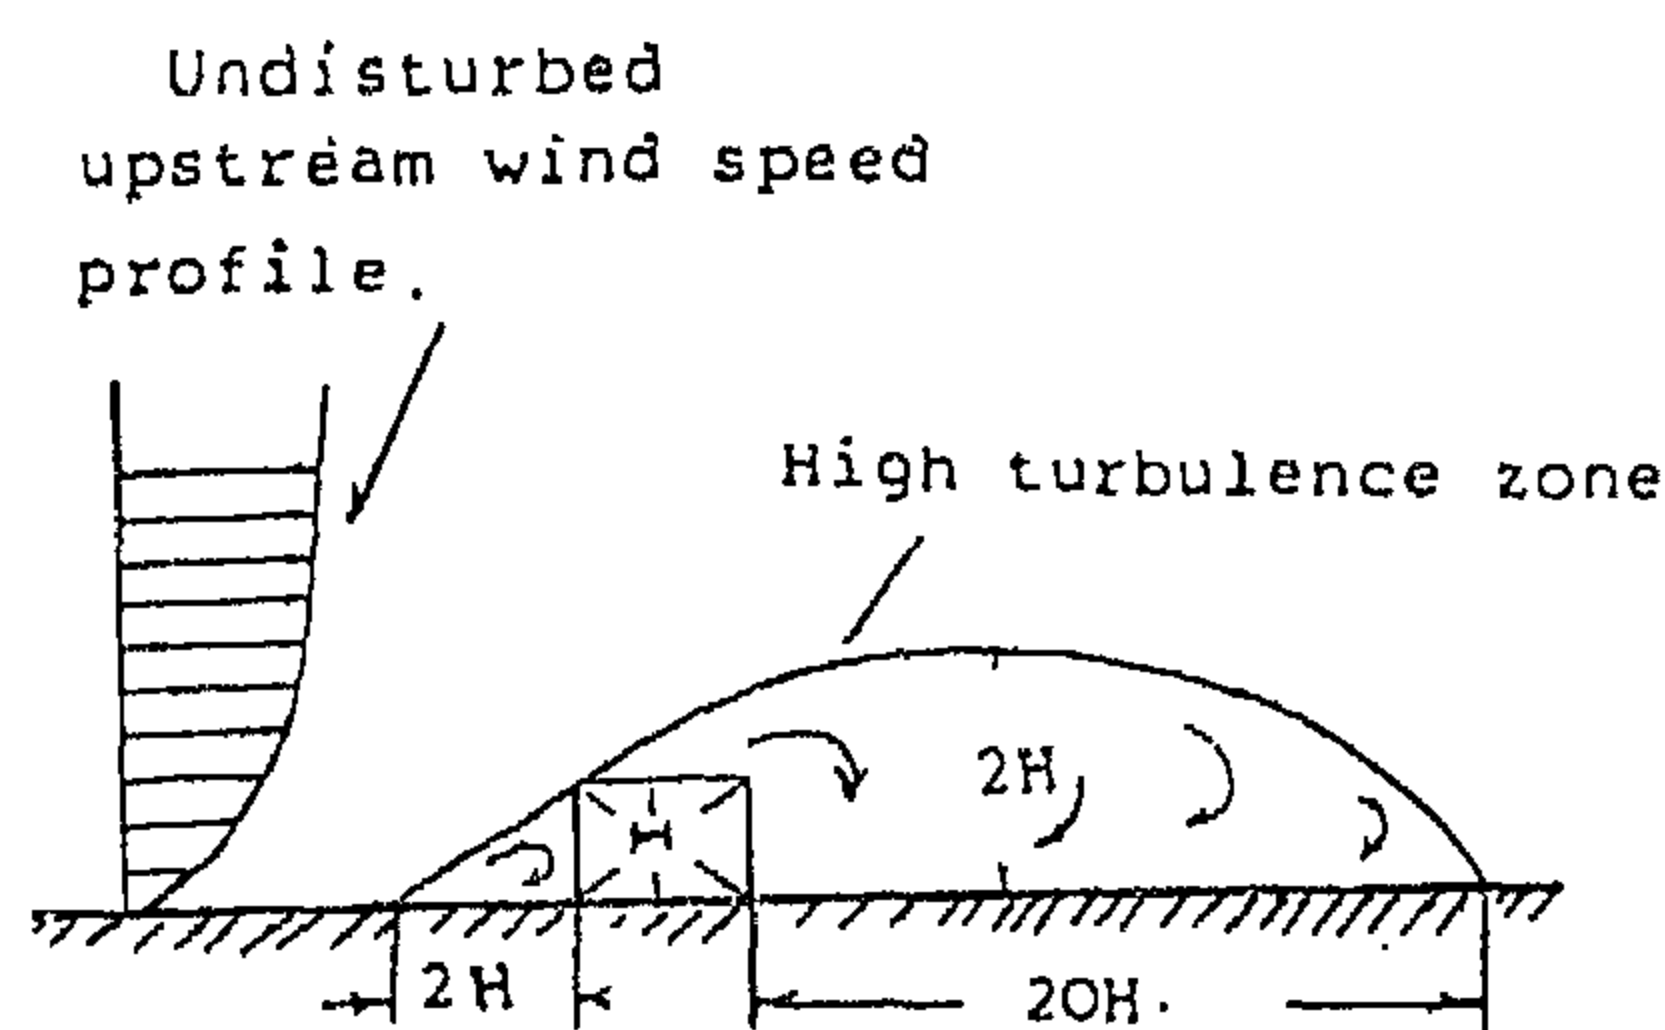 Undisturbed
upstream wind speed
profile.
High turbulence zone
2H
H
2H
20H.